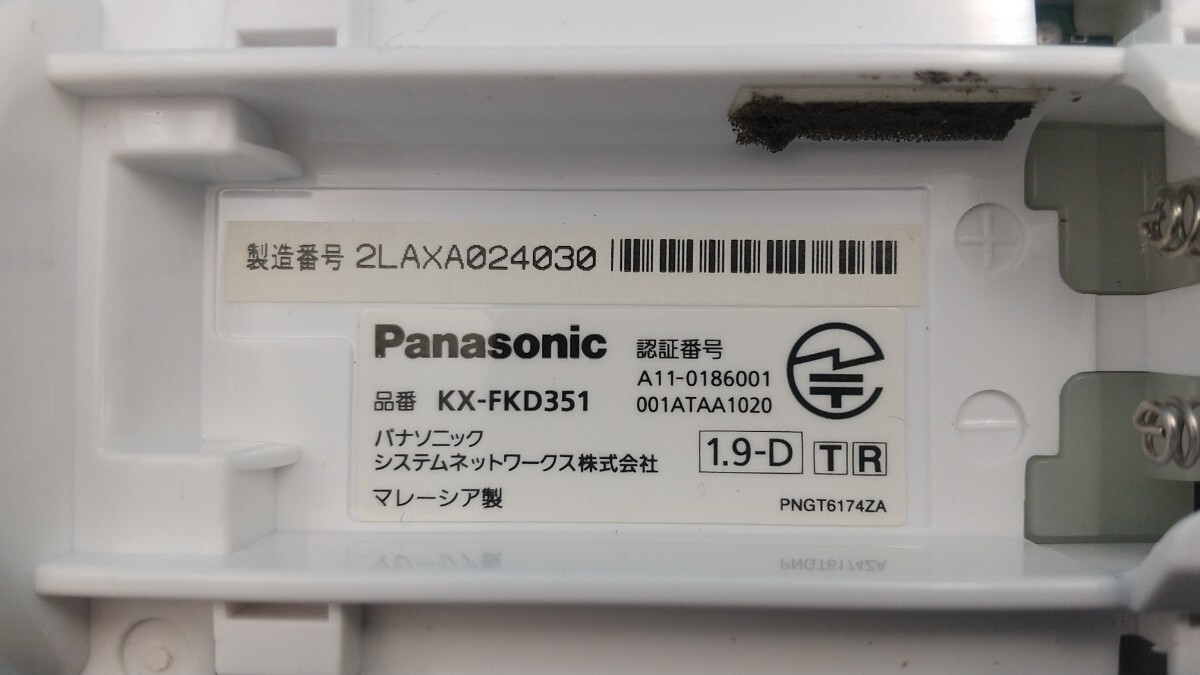 製造番号 2LAXA024030
Panasonic
認証番号
A11-0186001
001ATAA1020
品番 KX-FKD351
パナソニック
システムネットワークス株式会社
1.9-D T R
マレーシア製
PNGT6174ZA